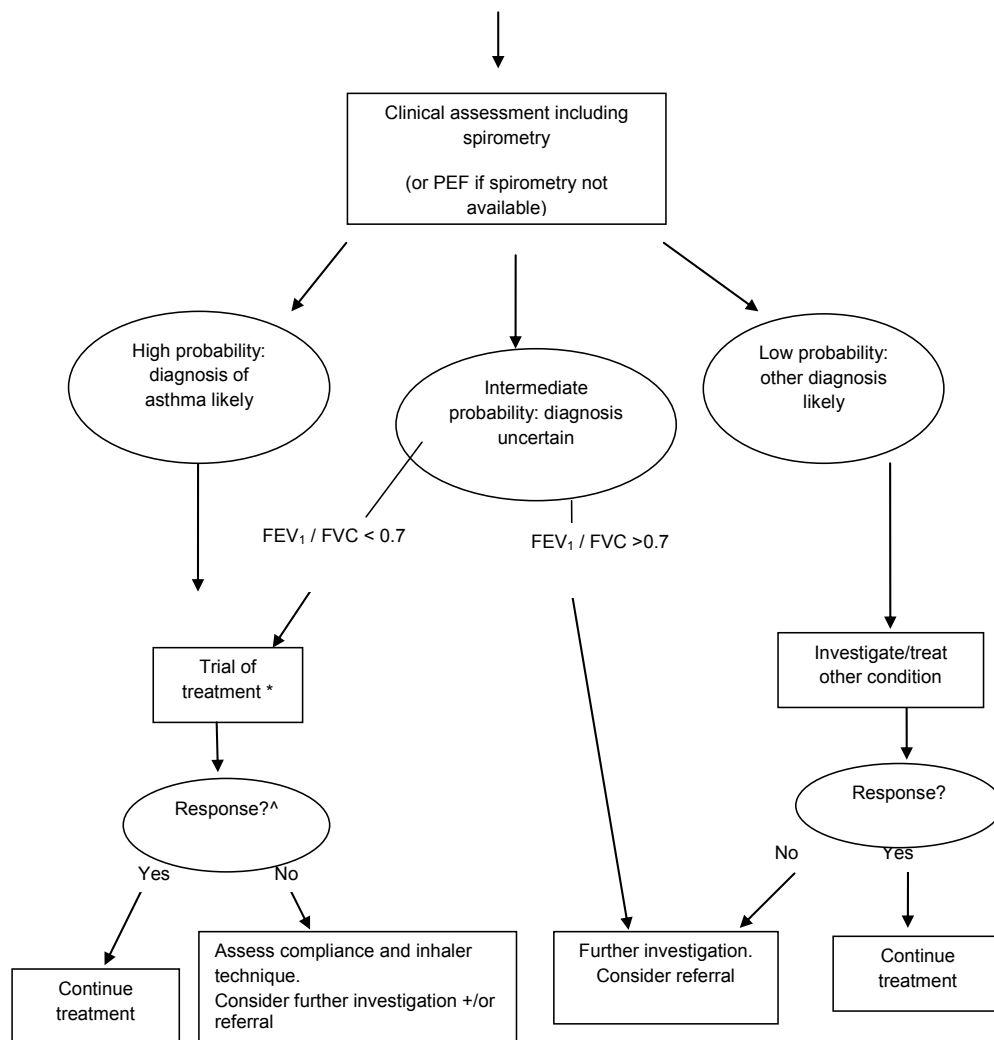 Clinical assessment including
spirometry
(or PEF if spirometry not
available)
High probability:
diagnosis of
asthma likely
Intermediate
probability: diagnosis
uncertain
Low probability:
other diagnosis
likely
FEV₁ / FVC < 0.7
FEV₁ / FVC >0.7
Trial of
treatment *
Investigate/treat
other condition
Response?^
Response?
Yes
No
No
Yes
Continue
treatment
Assess compliance and inhaler
technique.
Consider further investigation +/or
referral
Further investigation.
Consider referral
Continue
treatment